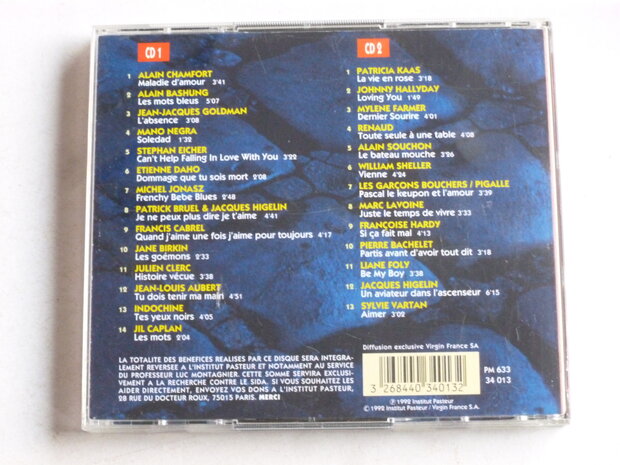 CD 1
1 ALAIN CHAMFORT
Maladie d'amour 3'41
2 ALAIN BASHUNG
Les mots bleus 5'07
3 JEAN-JACQUES GOLDMAN
L'absence 3'08
4 MANO NEGRA
Soledad 1'32
5 STEPHAN EICHER
Can't Help Falling In Love With You 3'22
6 ETIENNE DAHO
Dommage que tu sois mort 2'08
7 MICHEL JONASZ
Frenchy Bebe Blues 2'48
8 PATRICK BRUEL & JACQUES HIGELIN
Je ne peux plus dire je t'aime 4'41
9 FRANCIS CABREL
Quand j'aime une fois j'aime pour toujours 4'17
10 JANE BIRKIN
Les goémons 2'33
11 JULIEN CLERC
Histoire vécue 3'38
12 JEAN-LOUIS AUBERT
Tu dois tenir ma main 4'51
13 INDOCHINE
Tes yeux noirs 4'05
14 JIL CAPLAN
Les mots 2'04
CD 2
1 PATRICIA KAAS
La vie en rose 3'18
2 JOHNNY HALLYDAY
Loving You 1'49
3 MYLENE FARMER
Dernier Sourire 4'01
4 RENAUD
Toute seule à une table 4'08
5 ALAIN SOUCHON
Le bateau mouche 3'26
6 WILLIAM SHELLER
Vienne 4'24
7 LES GARÇONS BOUCHERS / PIGALLE
Pascal le keupon et l'amour 3'39
8 MARC LAVOINE
Juste le temps de vivre 3'33
9 FRANÇOISE HARDY
Si ça fait mal 4'13
10 PIERRE BACHELET
Partis avant d'avoir tout dit 3'18
11 LIANE FOLY
Be My Boy 3'38
12 JACQUES HIGELIN
Un aviateur dans l'ascenseur 6'15
13 SYLVIE VARTAN
Aimer 3'02
LA TOTALITE DES BENEFICES REALISES PAR CE DISQUE SERA INTEGRALEMENT
REVERSEE A L'INSTITUT PASTEUR ET NOTAMMENT AU SERVICE
DU PROFESSEUR LUC MONTAGNIER. CETTE SOMME SERVIRA EXCLUSIVEMENT
A LA RECHERCHE CONTRE LE SIDA. SI VOUS SOUHAITEZ LES
AIDER DIRECTEMENT, ENVOYEZ VOS DONS A L'INSTITUT PASTEUR,
28 RUE DU DOCTEUR ROUX, 75015 PARIS. MERCI
Diffusion exclusive Virgin France SA
3 268440 340132
PM 633
34 013
℗ 1992 Institut Pasteur
© 1992 Institut Pasteur / Virgin France S.A.